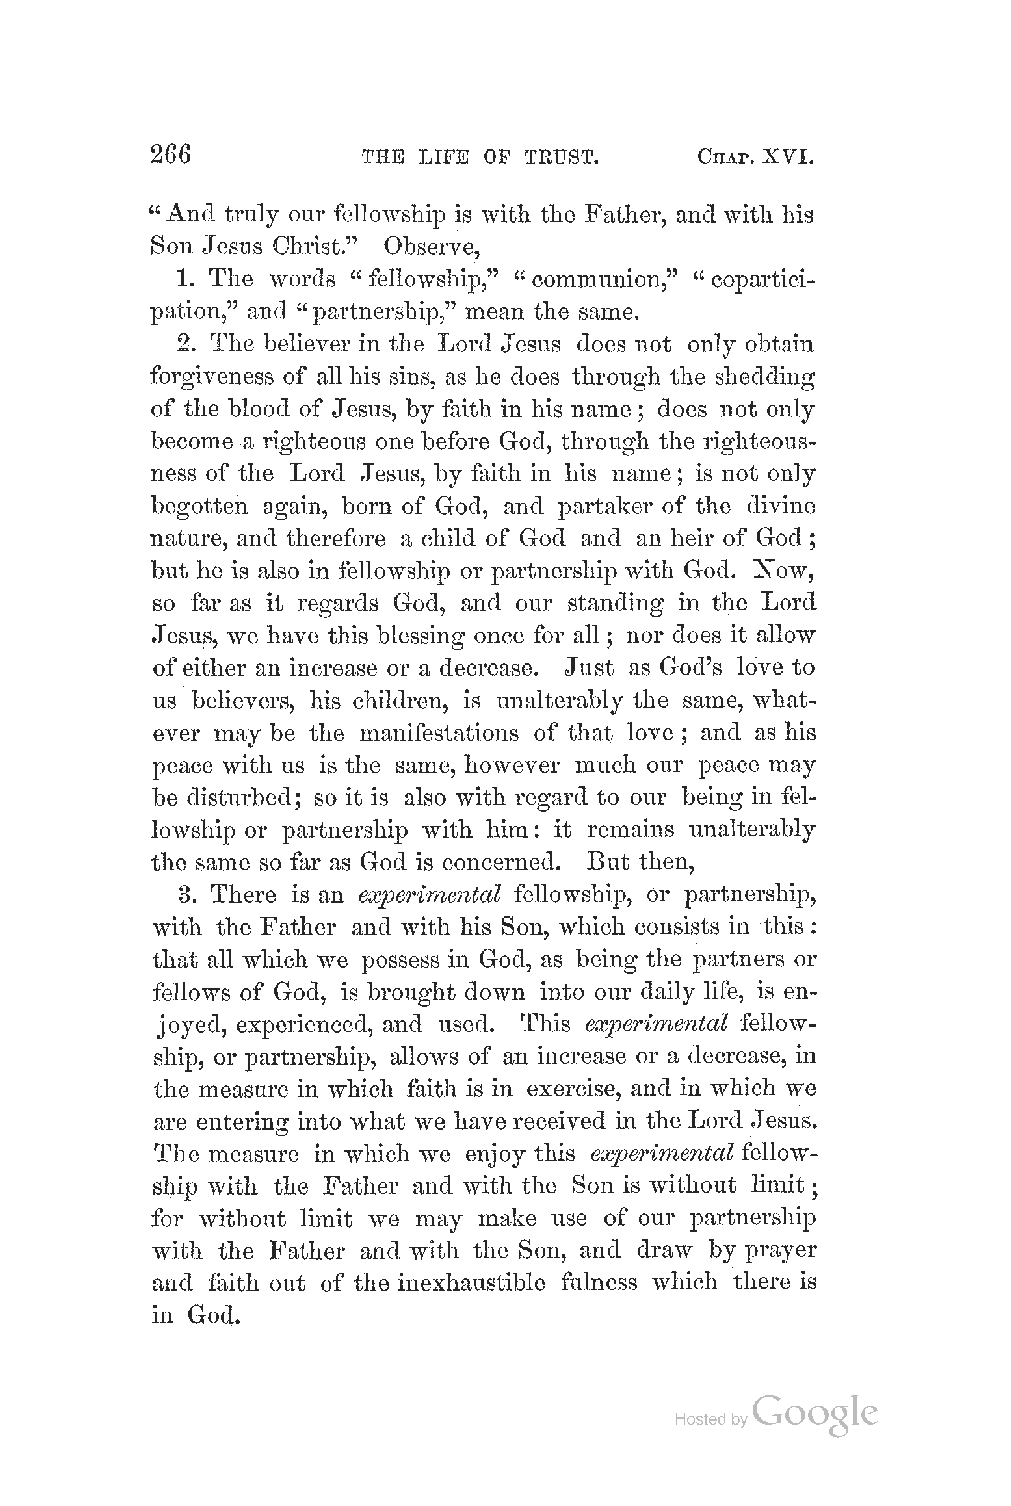 266 THE LIFE OF TRUST. CHAP. XVI.
“And truly our fellowship is with the Father, and with his
Son Jesus Christ.” Observe,
1. The words “fellowship,” “communion,” “copartici-
pation,” and “partnership,” mean the same.
2. The believer in the Lord Jesus does not only obtain
forgiveness of all his sins, as he does through the shedding
of the blood of Jesus, by faith in his name; does not only
become a righteous one before God, through the righteous-
ness of the Lord Jesus, by faith in his name; is not only
begotten again, born of God, and partaker of the divine
nature, and therefore a child of God and an heir of God;
but he is also in fellowship or partnership with God. Now,
so far as it regards God, and our standing in the Lord
Jesus, we have this blessing once for all; nor does it allow
of either an increase or a decrease. Just as God’s love to
us believers, his children, is unalterably the same, what-
ever may be the manifestations of that love; and as his
peace with us is the same, however much our peace may
be disturbed; so it is also with regard to our being in fel-
lowship or partnership with him: it remains unalterably
the same so far as God is concerned. But then,
3. There is an experimental fellowship, or partnership,
with the Father and with his Son, which consists in this:
that all which we possess in God, as being the partners or
fellows of God, is brought down into our daily life, is en-
joyed, experienced, and used. This experimental fellow-
ship, or partnership, allows of an increase or a decrease, in
the measure in which faith is in exercise, and in which we
are entering into what we have received in the Lord Jesus.
The measure in which we enjoy this experimental fellow-
ship with the Father and with the Son is without limit;
for without limit we may make use of our partnership
with the Father and with the Son, and draw by prayer
and faith out of the inexhaustible fulness which there is
in God.
Hosted by Google